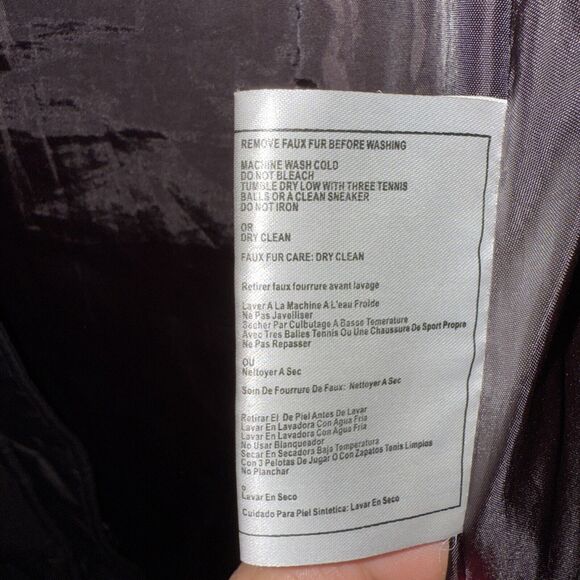 REMOVE FAUX FUR BEFORE WASHING
MACHINE WASH COLD
DO NOT BLEACH
TUMBLE DRY LOW WITH THREE TENNIS
BALLS OR A CLEAN SNEAKER
DO NOT IRON
OR
DRY CLEAN
FAUX FUR CARE: DRY CLEAN
Retirer faux fourrure avant lavage
Laver A La Machine A L'eau Froide
Ne Pas Javelliser
Secher Par Culbutage A Basse Temerature
Avec Tres Balles Tennis Ou Une Chaussure De Sport Propre
Ne Pas Repasser
OU
Nettoyer A Sec
Soin De Fourrure De Faux: Nettoyer A Sec
Retirar El De Piel Antes De Lavar
Lavar En Lavadora Con Agua Fria
Lavar En Lavadora Con Agua Fria
No Usar Blanqueador
Secar En Secadora Baja Temperatura
Con 3 Pelotas De Jugar O Con Zapatos Tenis Limpios
No Planchar
o
Lavar En Seco
Cuidado Para Piel Sintetica: Lavar En Seco